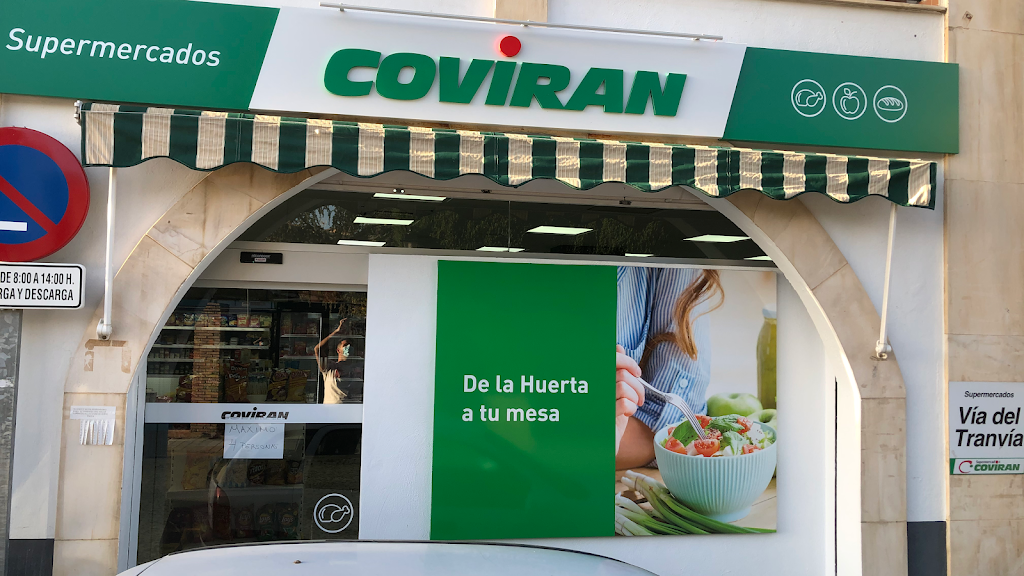 Supermercados
COVIRAN
DE 8:00 A 14:00 H.
RGA Y DESCARGA
De la Huerta
a tu mesa
COVIRAN
MAXIMO
Supermercados
Vía del
Tranvía
COVIRAN